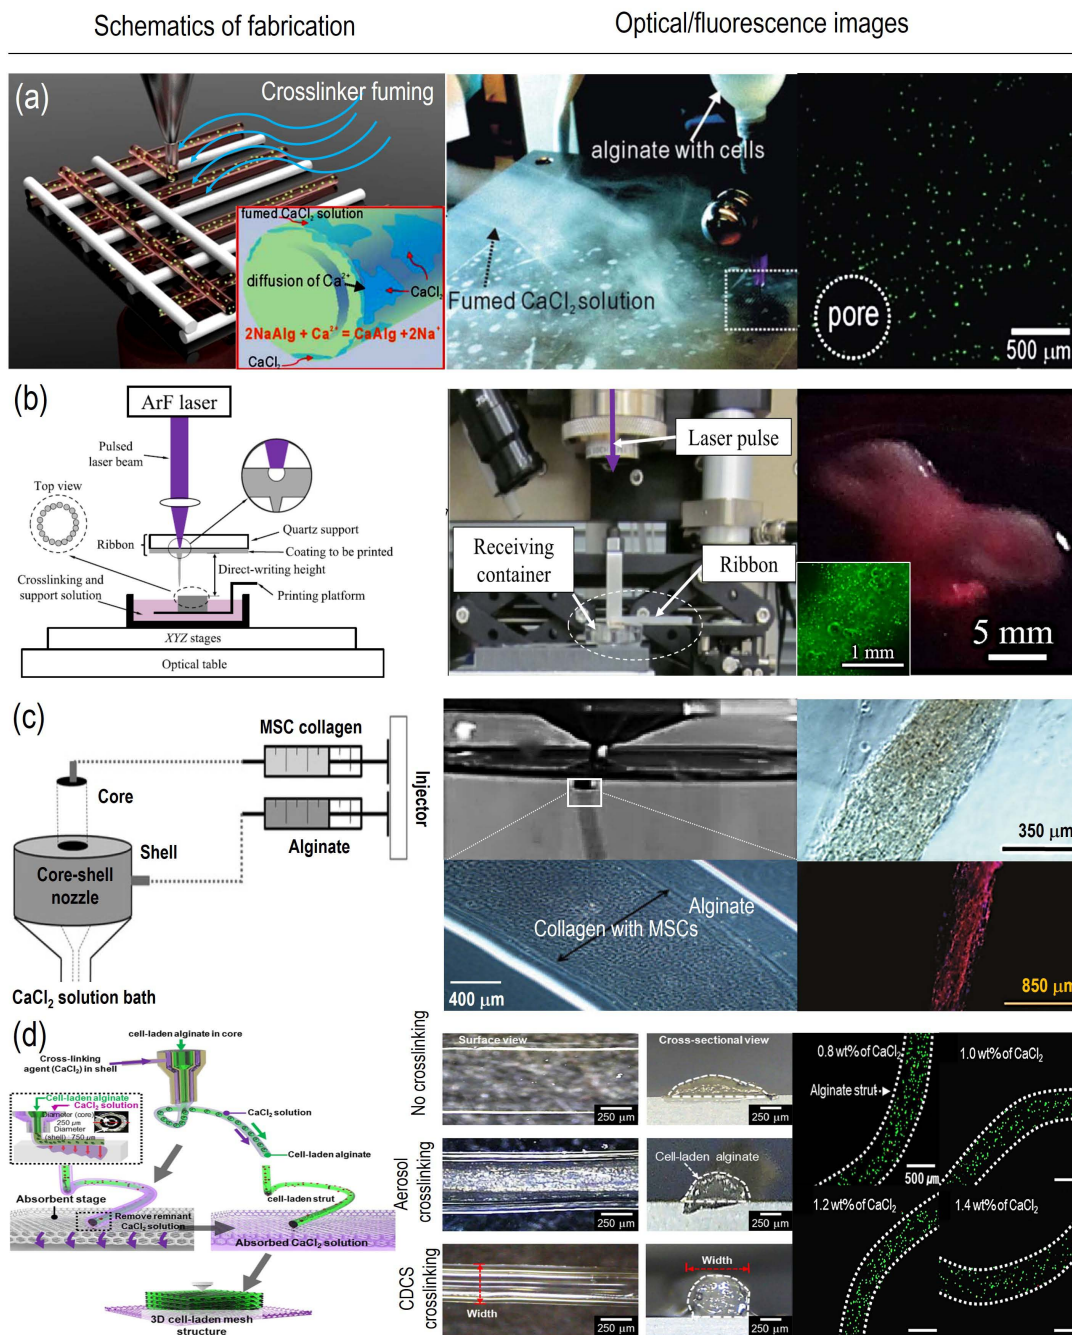 Schematics of fabrication
Optical/fluorescence images
(a)
Crosslinker fuming
fumed CaCl2 solution
diffusion of Ca2+
CaCl2
2NaAlg + Ca2+ = CaAlg +2Na+
CaCl2
alginate with cells
Fumed CaCl2 solution
pore
500 μm
(b)
ArF laser
Pulsed
laser beam
Top view
Ribbon
Quartz support
Coating to be printed
Direct-writing height
Crosslinking and
support solution
Printing platform
XYZ stages
Optical table
Laser pulse
Receiving
container
Ribbon
1 mm
5 mm
(c)
MSC collagen
Core
Injector
Shell
Alginate
Core-shell
nozzle
CaCl2 solution bath
Alginate
Collagen with MSCs
400 μm
350 μm
850 μm
(d)
cell-laden alginate in core
Cross-linking
agent (CaCl2) in shell
Cell-laden alginate
CaCl2 solution
Diameter (core)
250 μm
Diameter
(shell) 750 μm
CaCl2 solution
Cell-laden alginate
cell-laden strut
Absorbent stage
Remove remnant
CaCl2 solution
Absorbed CaCl2 solution
3D cell-laden mesh
structure
No crosslinking
Surface view
250 μm
Cross-sectional view
250 μm
Aerosol
crosslinking
250 μm
Cell-laden alginate
250 μm
CDCS
crosslinking
Width
250 μm
Width
250 μm
0.8 wt% of CaCl2
1.0 wt% of CaCl2
Alginate strut
500 μm
1.2 wt% of CaCl2
1.4 wt% of CaCl2